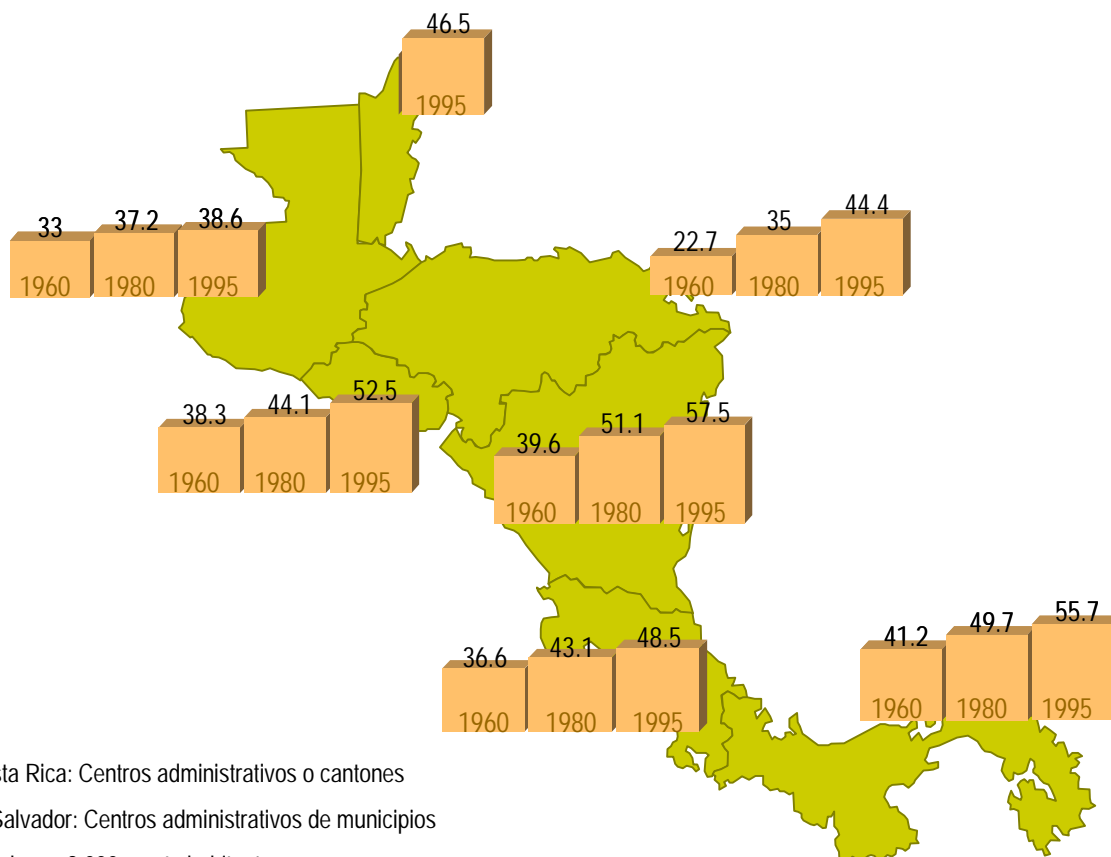 46.5
1995
33 37.2 38.6
1960 1980 1995
22.7 35 44.4
1960 1980 1995
38.3 44.1 52.5
1960 1980 1995
39.6 51.1 57.5
1960 1980 1995
36.6 43.1 48.5
1960 1980 1995
41.2 49.7 55.7
1960 1980 1995
sta Rica: Centros administrativos o cantones
Salvador: Centros administrativos de municipios